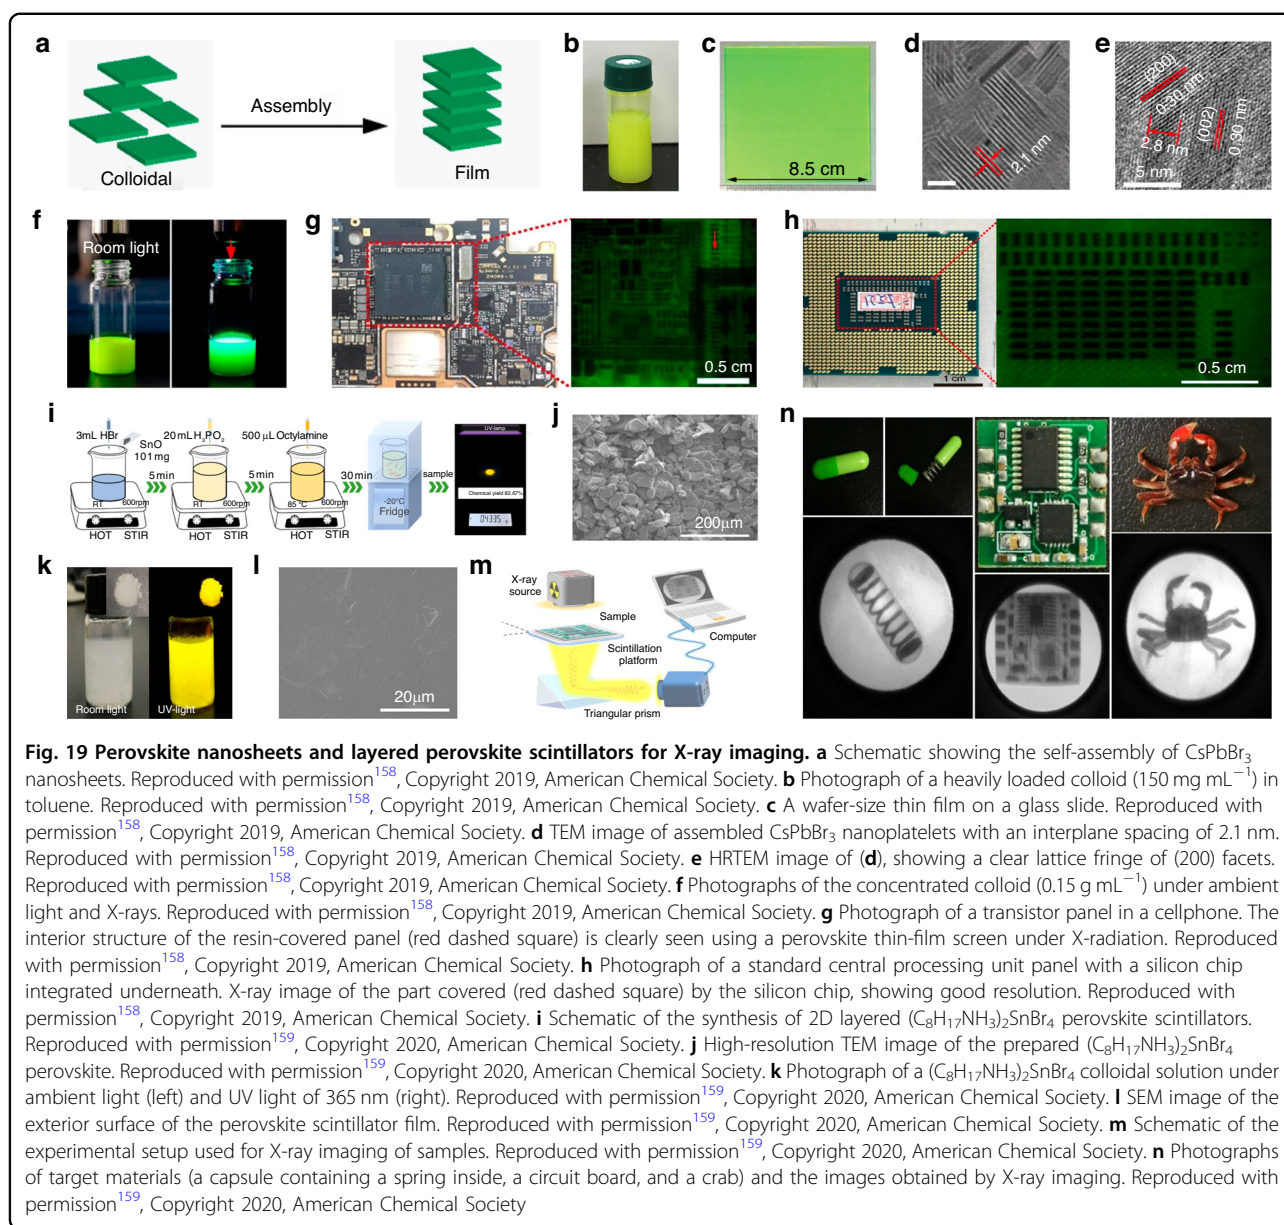 a
Assembly
Colloidal
Film
b
c
8.5 cm
d
2.1 nm
e
(200)
0.30 nm
(002)
0.30 nm
2.8 nm
5 nm
f
Room light
g
0.5 cm
h
1 cm
0.5 cm
i
3mL HBr
SnO
101 mg
5 min
20 mL H3PO2
5 min
500 μL Octylamine
30 min
-20°C
Fridge
sample
UV-lamp
Chemical yield 82.67%
0.4335
RT
600rpm
HOT
STIR
RT
600rpm
HOT
STIR
85 °C
600rpm
HOT
STIR
j
200μm
k
Room light
UV-light
l
20μm
m
X-ray
source
Sample
Scintillation
platform
Computer
Triangular prism
n
Fig. 19 Perovskite nanosheets and layered perovskite scintillators for X-ray imaging. a Schematic showing the self-assembly of CsPbBr3
nanosheets. Reproduced with permission158, Copyright 2019, American Chemical Society. b Photograph of a heavily loaded colloid (150 mg mL−1) in
toluene. Reproduced with permission158, Copyright 2019, American Chemical Society. c A wafer-size thin film on a glass slide. Reproduced with
permission158, Copyright 2019, American Chemical Society. d TEM image of assembled CsPbBr3 nanoplatelets with an interplane spacing of 2.1 nm.
Reproduced with permission158, Copyright 2019, American Chemical Society. e HRTEM image of (d), showing a clear lattice fringe of (200) facets.
Reproduced with permission158, Copyright 2019, American Chemical Society. f Photographs of the concentrated colloid (0.15 g mL−1) under ambient
light and X-rays. Reproduced with permission158, Copyright 2019, American Chemical Society. g Photograph of a transistor panel in a cellphone. The
interior structure of the resin-covered panel (red dashed square) is clearly seen using a perovskite thin-film screen under X-radiation. Reproduced
with permission158, Copyright 2019, American Chemical Society. h Photograph of a standard central processing unit panel with a silicon chip
integrated underneath. X-ray image of the part covered (red dashed square) by the silicon chip, showing good resolution. Reproduced with
permission158, Copyright 2019, American Chemical Society. i Schematic of the synthesis of 2D layered (C8H17NH3)2SnBr4 perovskite scintillators.
Reproduced with permission159, Copyright 2020, American Chemical Society. j High-resolution TEM image of the prepared (C8H17NH3)2SnBr4
perovskite. Reproduced with permission159, Copyright 2020, American Chemical Society. k Photograph of a (C8H17NH3)2SnBr4 colloidal solution under
ambient light (left) and UV light of 365 nm (right). Reproduced with permission159, Copyright 2020, American Chemical Society. l SEM image of the
exterior surface of the perovskite scintillator film. Reproduced with permission159, Copyright 2020, American Chemical Society. m Schematic of the
experimental setup used for X-ray imaging of samples. Reproduced with permission159, Copyright 2020, American Chemical Society. n Photographs
of target materials (a capsule containing a spring inside, a circuit board, and a crab) and the images obtained by X-ray imaging. Reproduced with
permission159, Copyright 2020, American Chemical Society